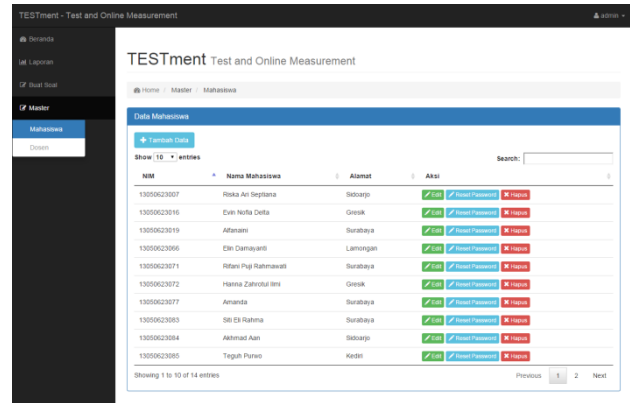 TESTment - Test and Online Measurement
admin
Beranda
Laporan
Buat Soal
Master
Mahasiswa
Dosen
TESTment Test and Online Measurement
Home / Master / Mahasiswa
Data Mahasiswa
Tambah Data
Show 10 entries
Search:
NIM Nama Mahasiswa Alamat Aksi
13050623007 Riska Ari Septiana Sidoarjo Edit Reset Password Hapus
13050623016 Evin Nofia Delta Gresik Edit Reset Password Hapus
13050623019 Alfanaini Surabaya Edit Reset Password Hapus
13050623066 Elin Damayanti Lamongan Edit Reset Password Hapus
13050623071 Rifani Puji Rahmawati Surabaya Edit Reset Password Hapus
13050623072 Hanna Zahrotul Ilmi Gresik Edit Reset Password Hapus
13050623077 Amanda Surabaya Edit Reset Password Hapus
13050623083 Siti Eli Rahma Surabaya Edit Reset Password Hapus
13050623084 Akhmad Aan Sidoarjo Edit Reset Password Hapus
13050623085 Teguh Purwo Kediri Edit Reset Password Hapus
Showing 1 to 10 of 14 entries
Previous 1 2 Next